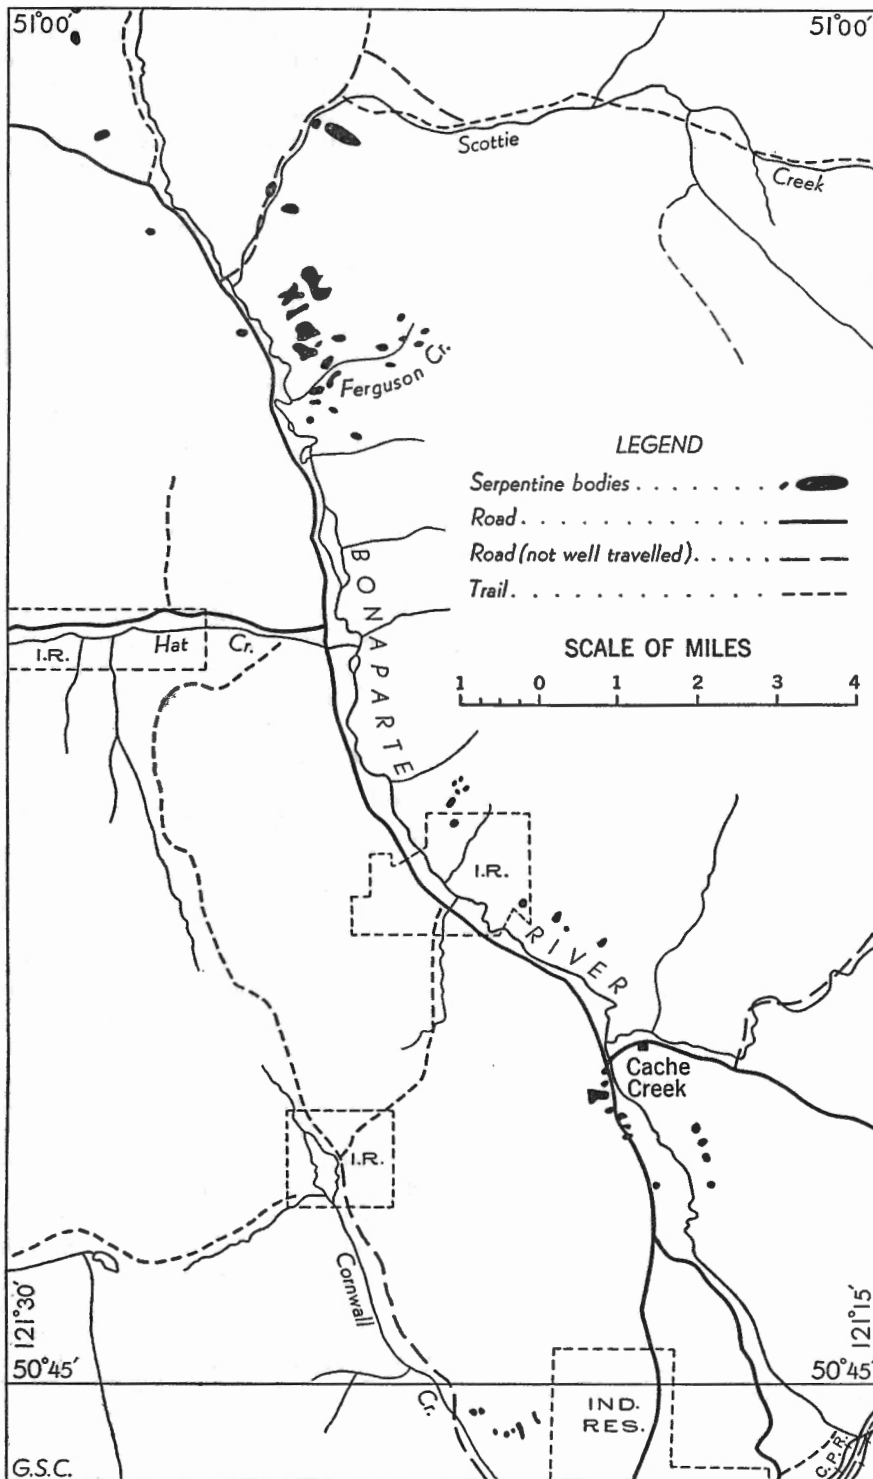 51°00′
51°00′
Scottie
Creek
Ferguson Cr.
LEGEND
Serpentine bodies . . . . . . . .
Road . . . . . . . . . . . . . .
Road (not well travelled) . . . . .
Trail . . . . . . . . . . . . . .
SCALE OF MILES
1 0 1 2 3 4
BONAPARTE
I.R.
Hat Cr.
I.R.
RIVER
Cache
Creek
I.R.
Cornwall
Cr.
121°30′
121°15′
50°45′
50°45′
IND.
RES.
C.P.R.
G.S.C.